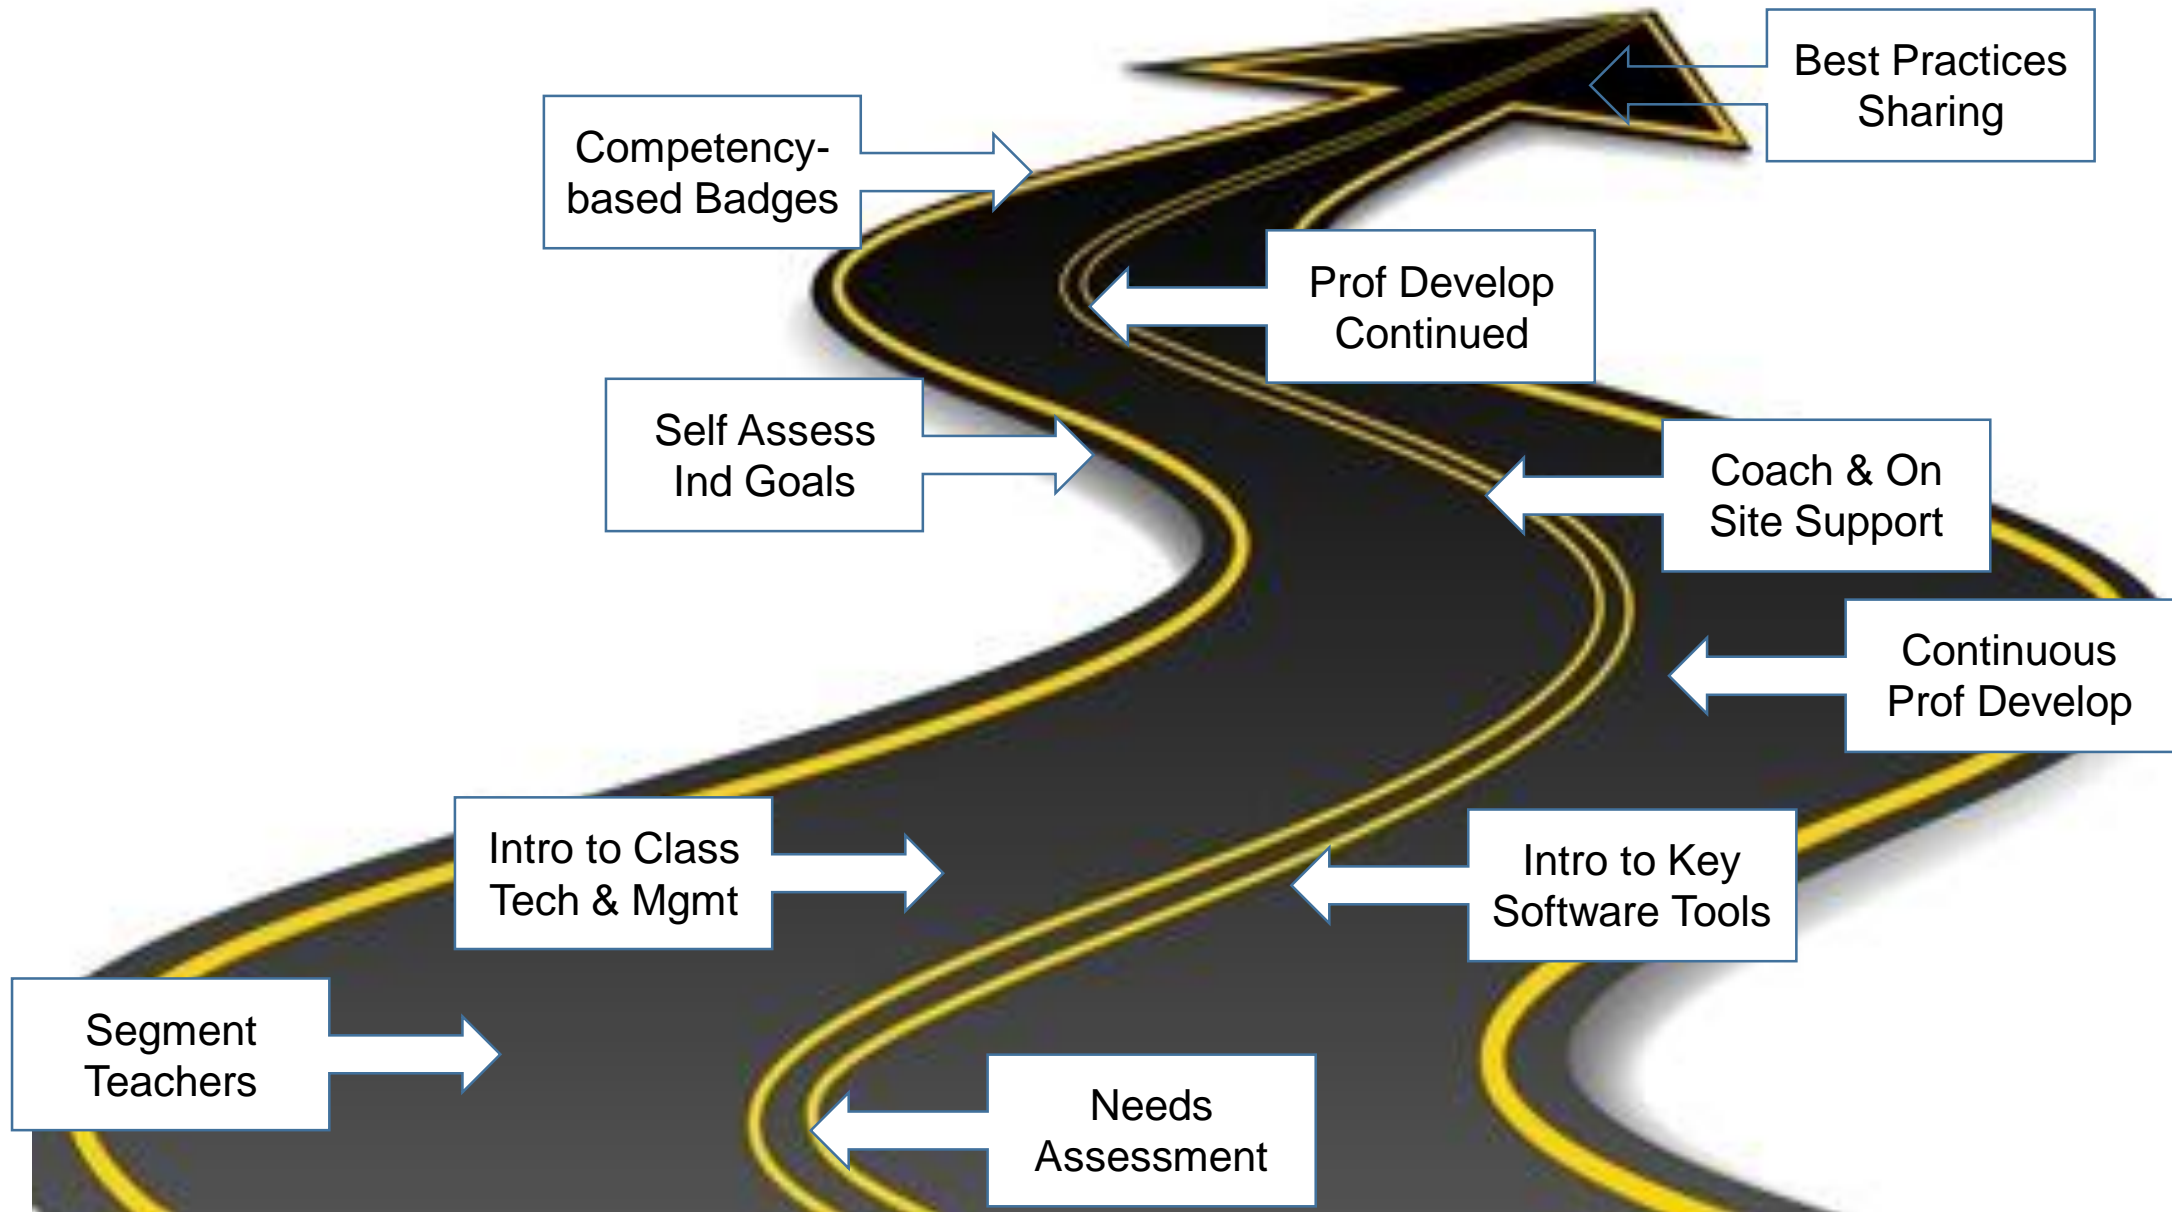 Best Practices
Sharing
Competency-
based Badges
Prof Develop
Continued
Self Assess
Ind Goals
Coach & On
Site Support
Continuous
Prof Develop
Intro to Class
Tech & Mgmt
Intro to Key
Software Tools
Segment
Teachers
Needs
Assessment